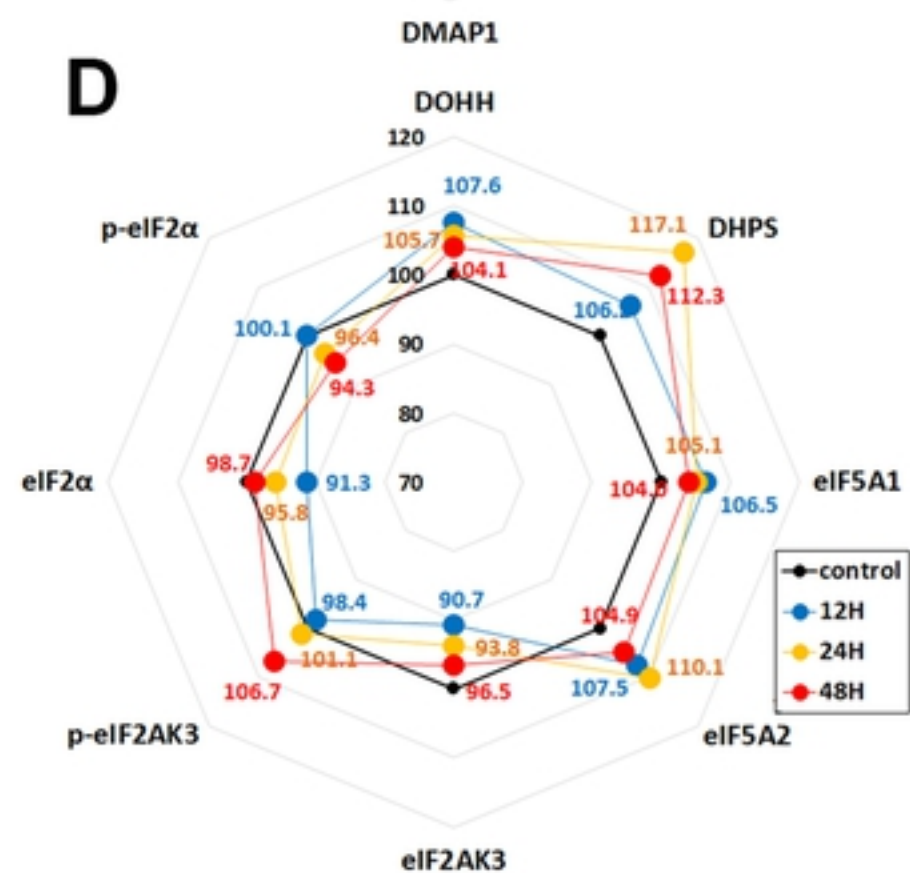 DMAP1
D
DOHH
120
107.6
110
117.1
p-eIF2α
DHPS
105.7
100
104.1
112.3
100.1
96.4
90
94.3
80
105.1
98.7
eIF2α
91.3
70
eIF5A1
106.5
95.8
control
98.4
90.7
104.9
12H
101.1
93.8
110.1
24H
106.7
96.5
107.5
48H
p-eIF2AK3
eIF5A2
eIF2AK3